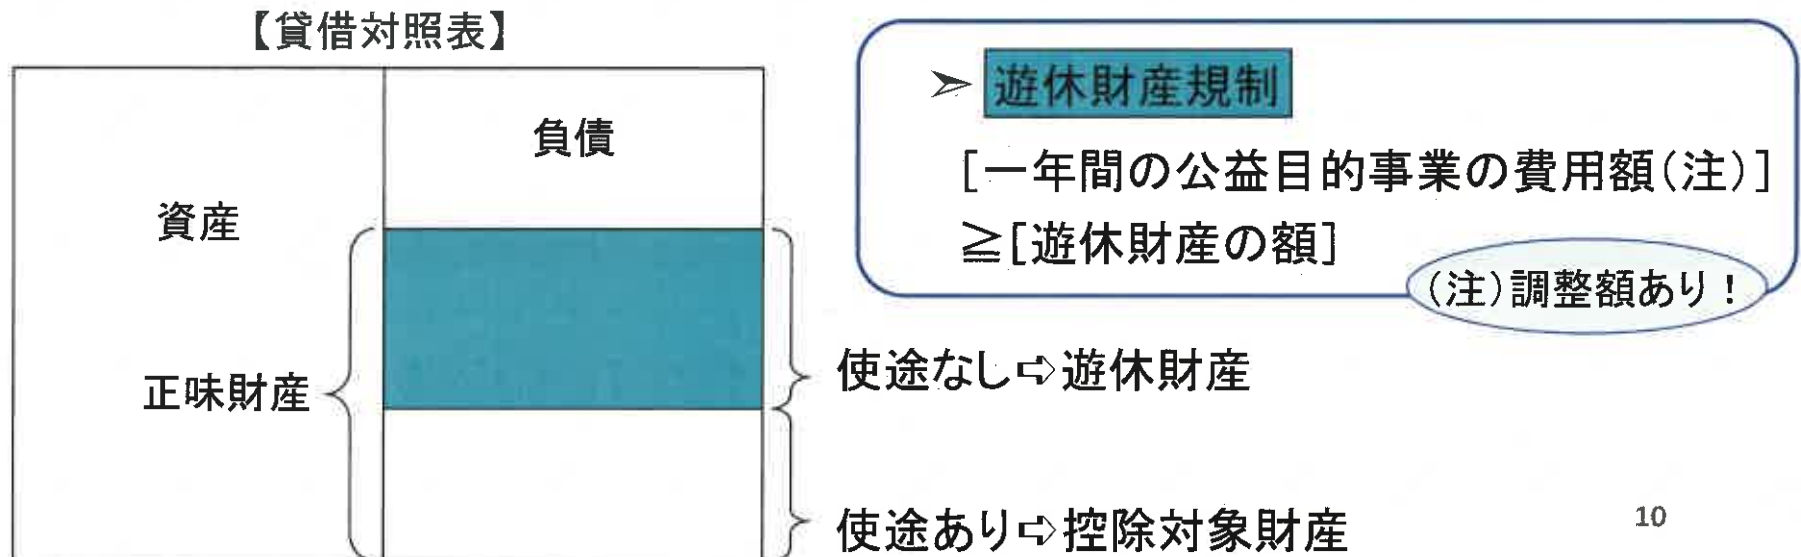 【貸借対照表】
資産
負債
正味財産
➢ 遊休財産規制
[一年間の公益目的事業の費用額(注)]
≧[遊休財産の額]
(注)調整額あり!
使途なし⇨遊休財産
使途あり⇨控除対象財産
10